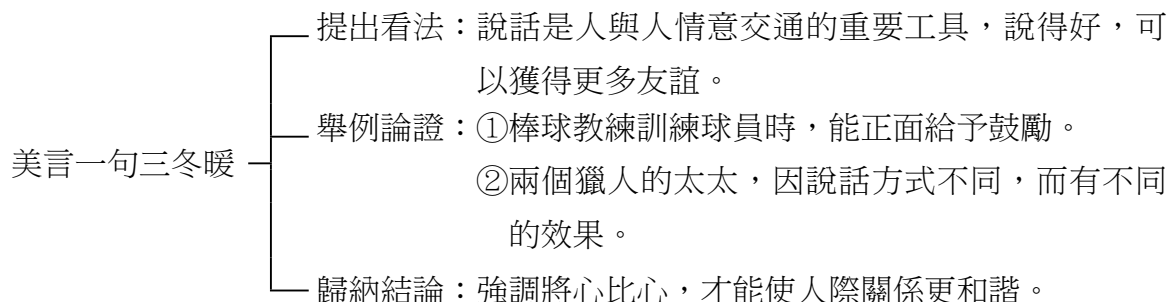 提出看法：說話是人與人情意交通的重要工具，說得好，可
以獲得更多友誼。
舉例論證：①棒球教練訓練球員時，能正面給予鼓勵。
美言一句三冬暖
②兩個獵人的太太，因說話方式不同，而有不同
的效果。
歸納結論：強調將心比心，才能使人際關係更和諧。